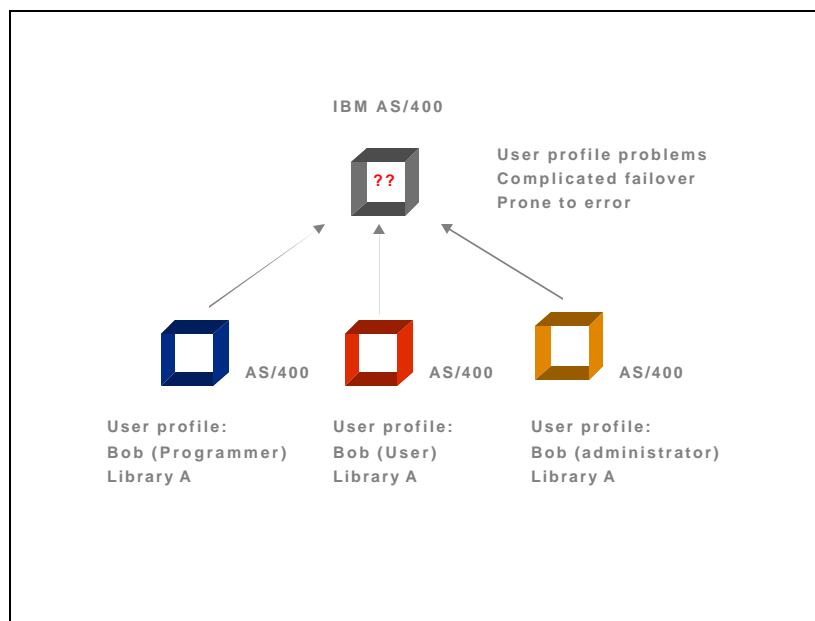 IBM AS/400
??
User profile problems
Complicated failover
Prone to error
AS/400
AS/400
AS/400
User profile:
Bob (Programmer)
Library A
User profile:
Bob (User)
Library A
User profile:
Bob (administrator)
Library A